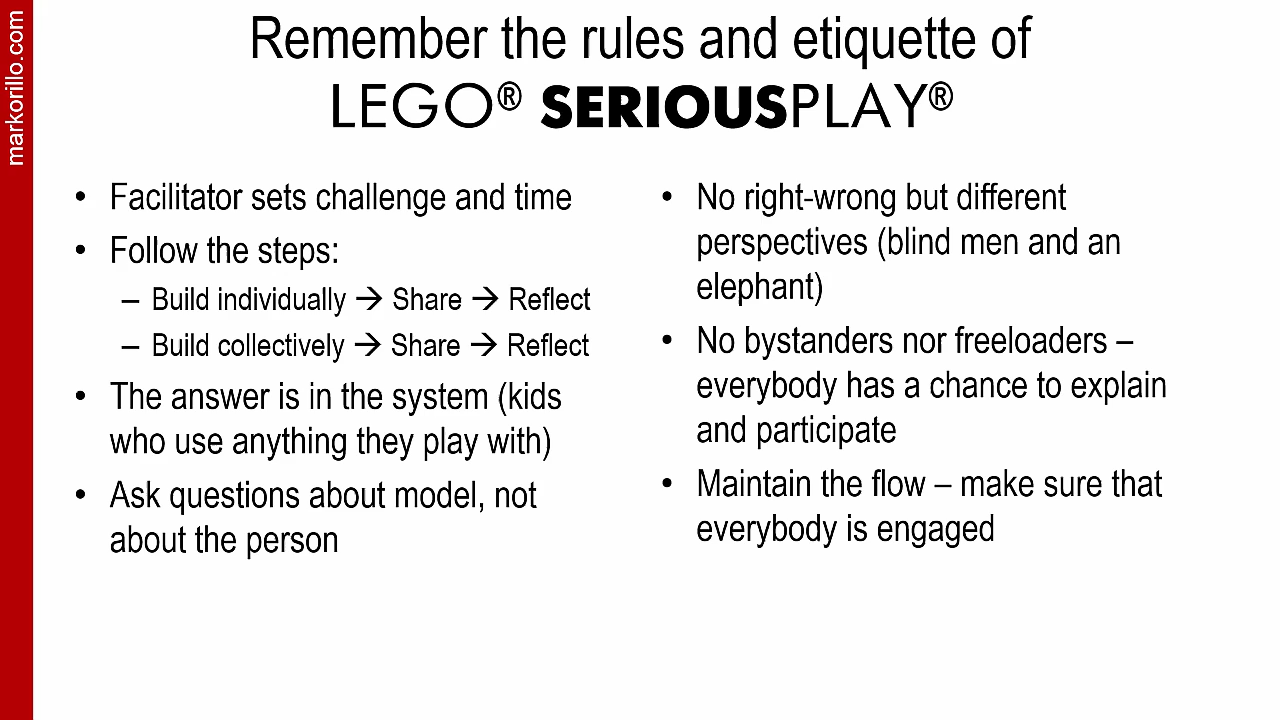 markorillo.com
Remember the rules and etiquette of
LEGO® SERIOUSPLAY®
• Facilitator sets challenge and time
• Follow the steps:
– Build individually → Share → Reflect
– Build collectively → Share → Reflect
• The answer is in the system (kids
who use anything they play with)
• Ask questions about model, not
about the person
• No right-wrong but different
perspectives (blind men and an
elephant)
• No bystanders nor freeloaders –
everybody has a chance to explain
and participate
• Maintain the flow – make sure that
everybody is engaged